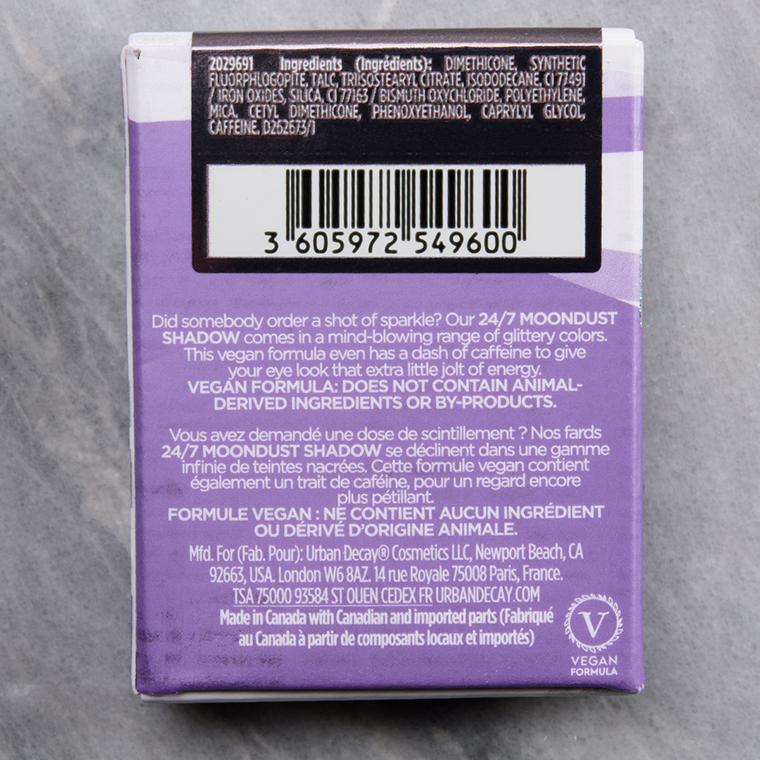 2029691 Ingredients (Ingrédients): DIMETHICONE, SYNTHETIC
FLUORPHLOGOPITE, TALC, TRIISOSTEARYL CITRATE, ISODODECANE, CI 77491
/ IRON OXIDES, SILICA, CI 77163 / BISMUTH OXYCHLORIDE, POLYETHYLENE,
MICA, CETYL DIMETHICONE, PHENOXYETHANOL, CAPRYLYL GLYCOL,
CAFFEINE. D262673/1
3 605972 549600
Did somebody order a shot of sparkle? Our 24/7 MOONDUST
SHADOW comes in a mind-blowing range of glittery colors.
This vegan formula even has a dash of caffeine to give
your eye look that extra little jolt of energy.
VEGAN FORMULA: DOES NOT CONTAIN ANIMAL-
DERIVED INGREDIENTS OR BY-PRODUCTS.
Vous avez demandé une dose de scintillement ? Nos fards
24/7 MOONDUST SHADOW se déclinent dans une gamme
infinie de teintes nacrées. Cette formule vegan contient
également un trait de caféine, pour un regard encore
plus pétillant.
FORMULE VEGAN : NE CONTIENT AUCUN INGRÉDIENT
OU DÉRIVÉ D'ORIGINE ANIMALE.
Mfd. For (Fab. Pour): Urban Decay® Cosmetics LLC, Newport Beach, CA
92663, USA. London W6 8AZ. 14 rue Royale 75008 Paris, France.
TSA 75000 93584 ST OUEN CEDEX FR URBANDECAY.COM
Made in Canada with Canadian and imported parts (Fabriqué
au Canada à partir de composants locaux et importés)
V
VEGAN
FORMULA